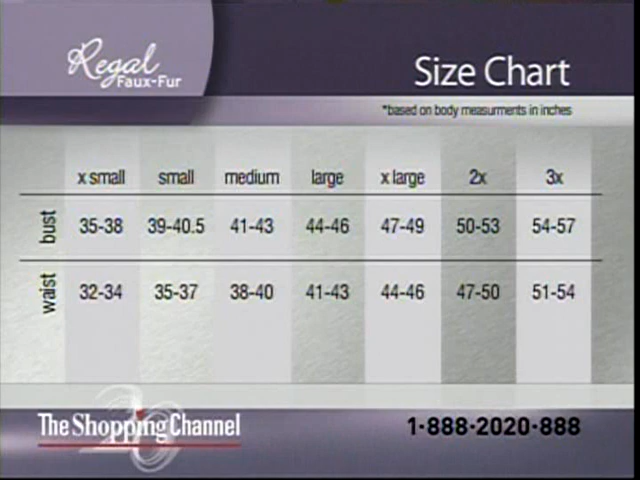 Regal
Faux-Fur
Size Chart
*based on body measurments in inches
x small small medium large x large 2x 3x
bust 35-38 39-40.5 41-43 44-46 47-49 50-53 54-57
waist 32-34 35-37 38-40 41-43 44-46 47-50 51-54
The Shopping Channel
1-888-2020-888